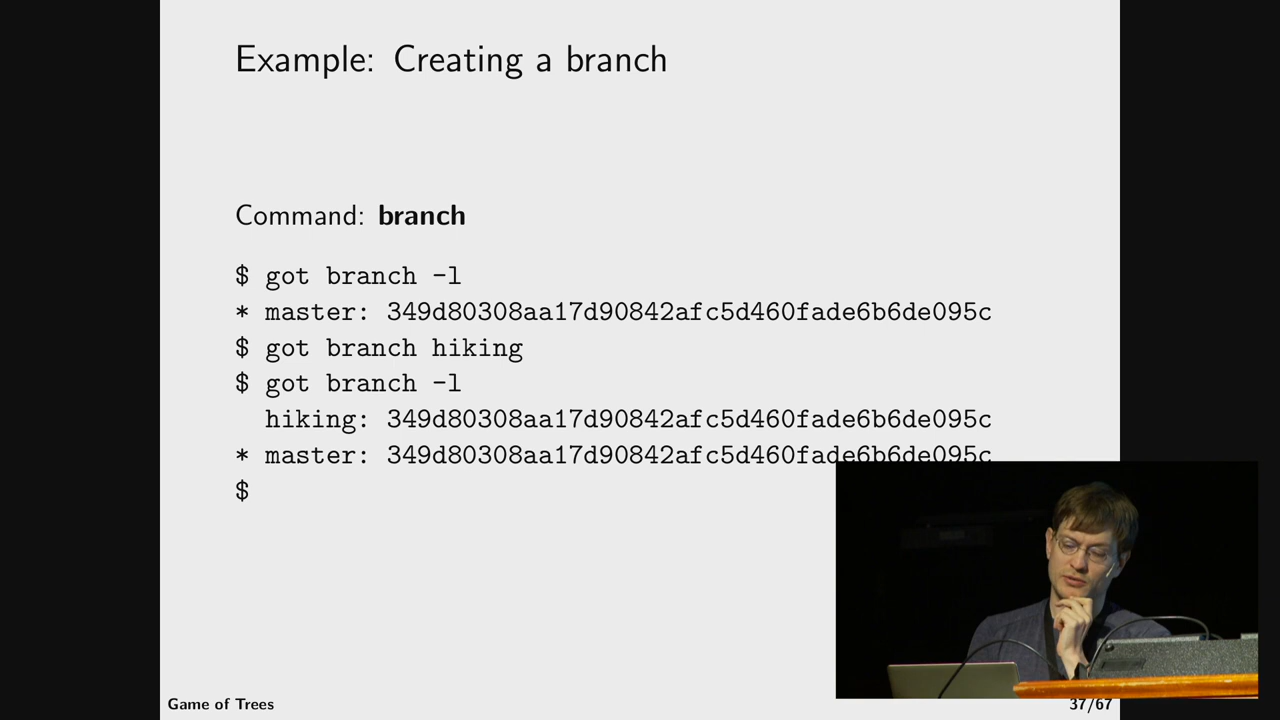 Example: Creating a branch
Command: branch
$ got branch -l
* master: 349d80308aa17d90842afc5d460fade6b6de095c
$ got branch hiking
$ got branch -l
hiking: 349d80308aa17d90842afc5d460fade6b6de095c
* master: 349d80308aa17d90842afc5d460fade6b6de095c
$
Game of Trees
37/67